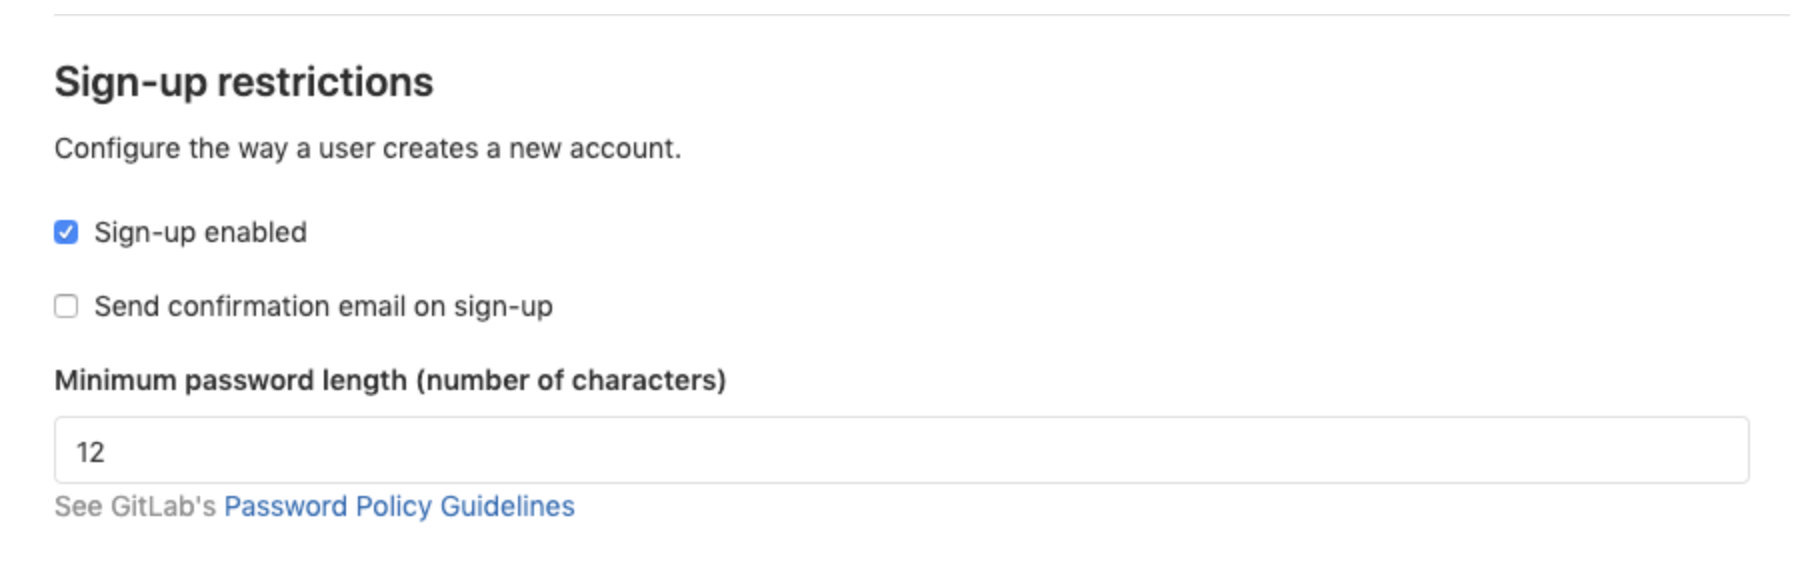 Sign-up restrictions
Configure the way a user creates a new account.
Sign-up enabled
Send confirmation email on sign-up
Minimum password length (number of characters)
12
See GitLab's Password Policy Guidelines